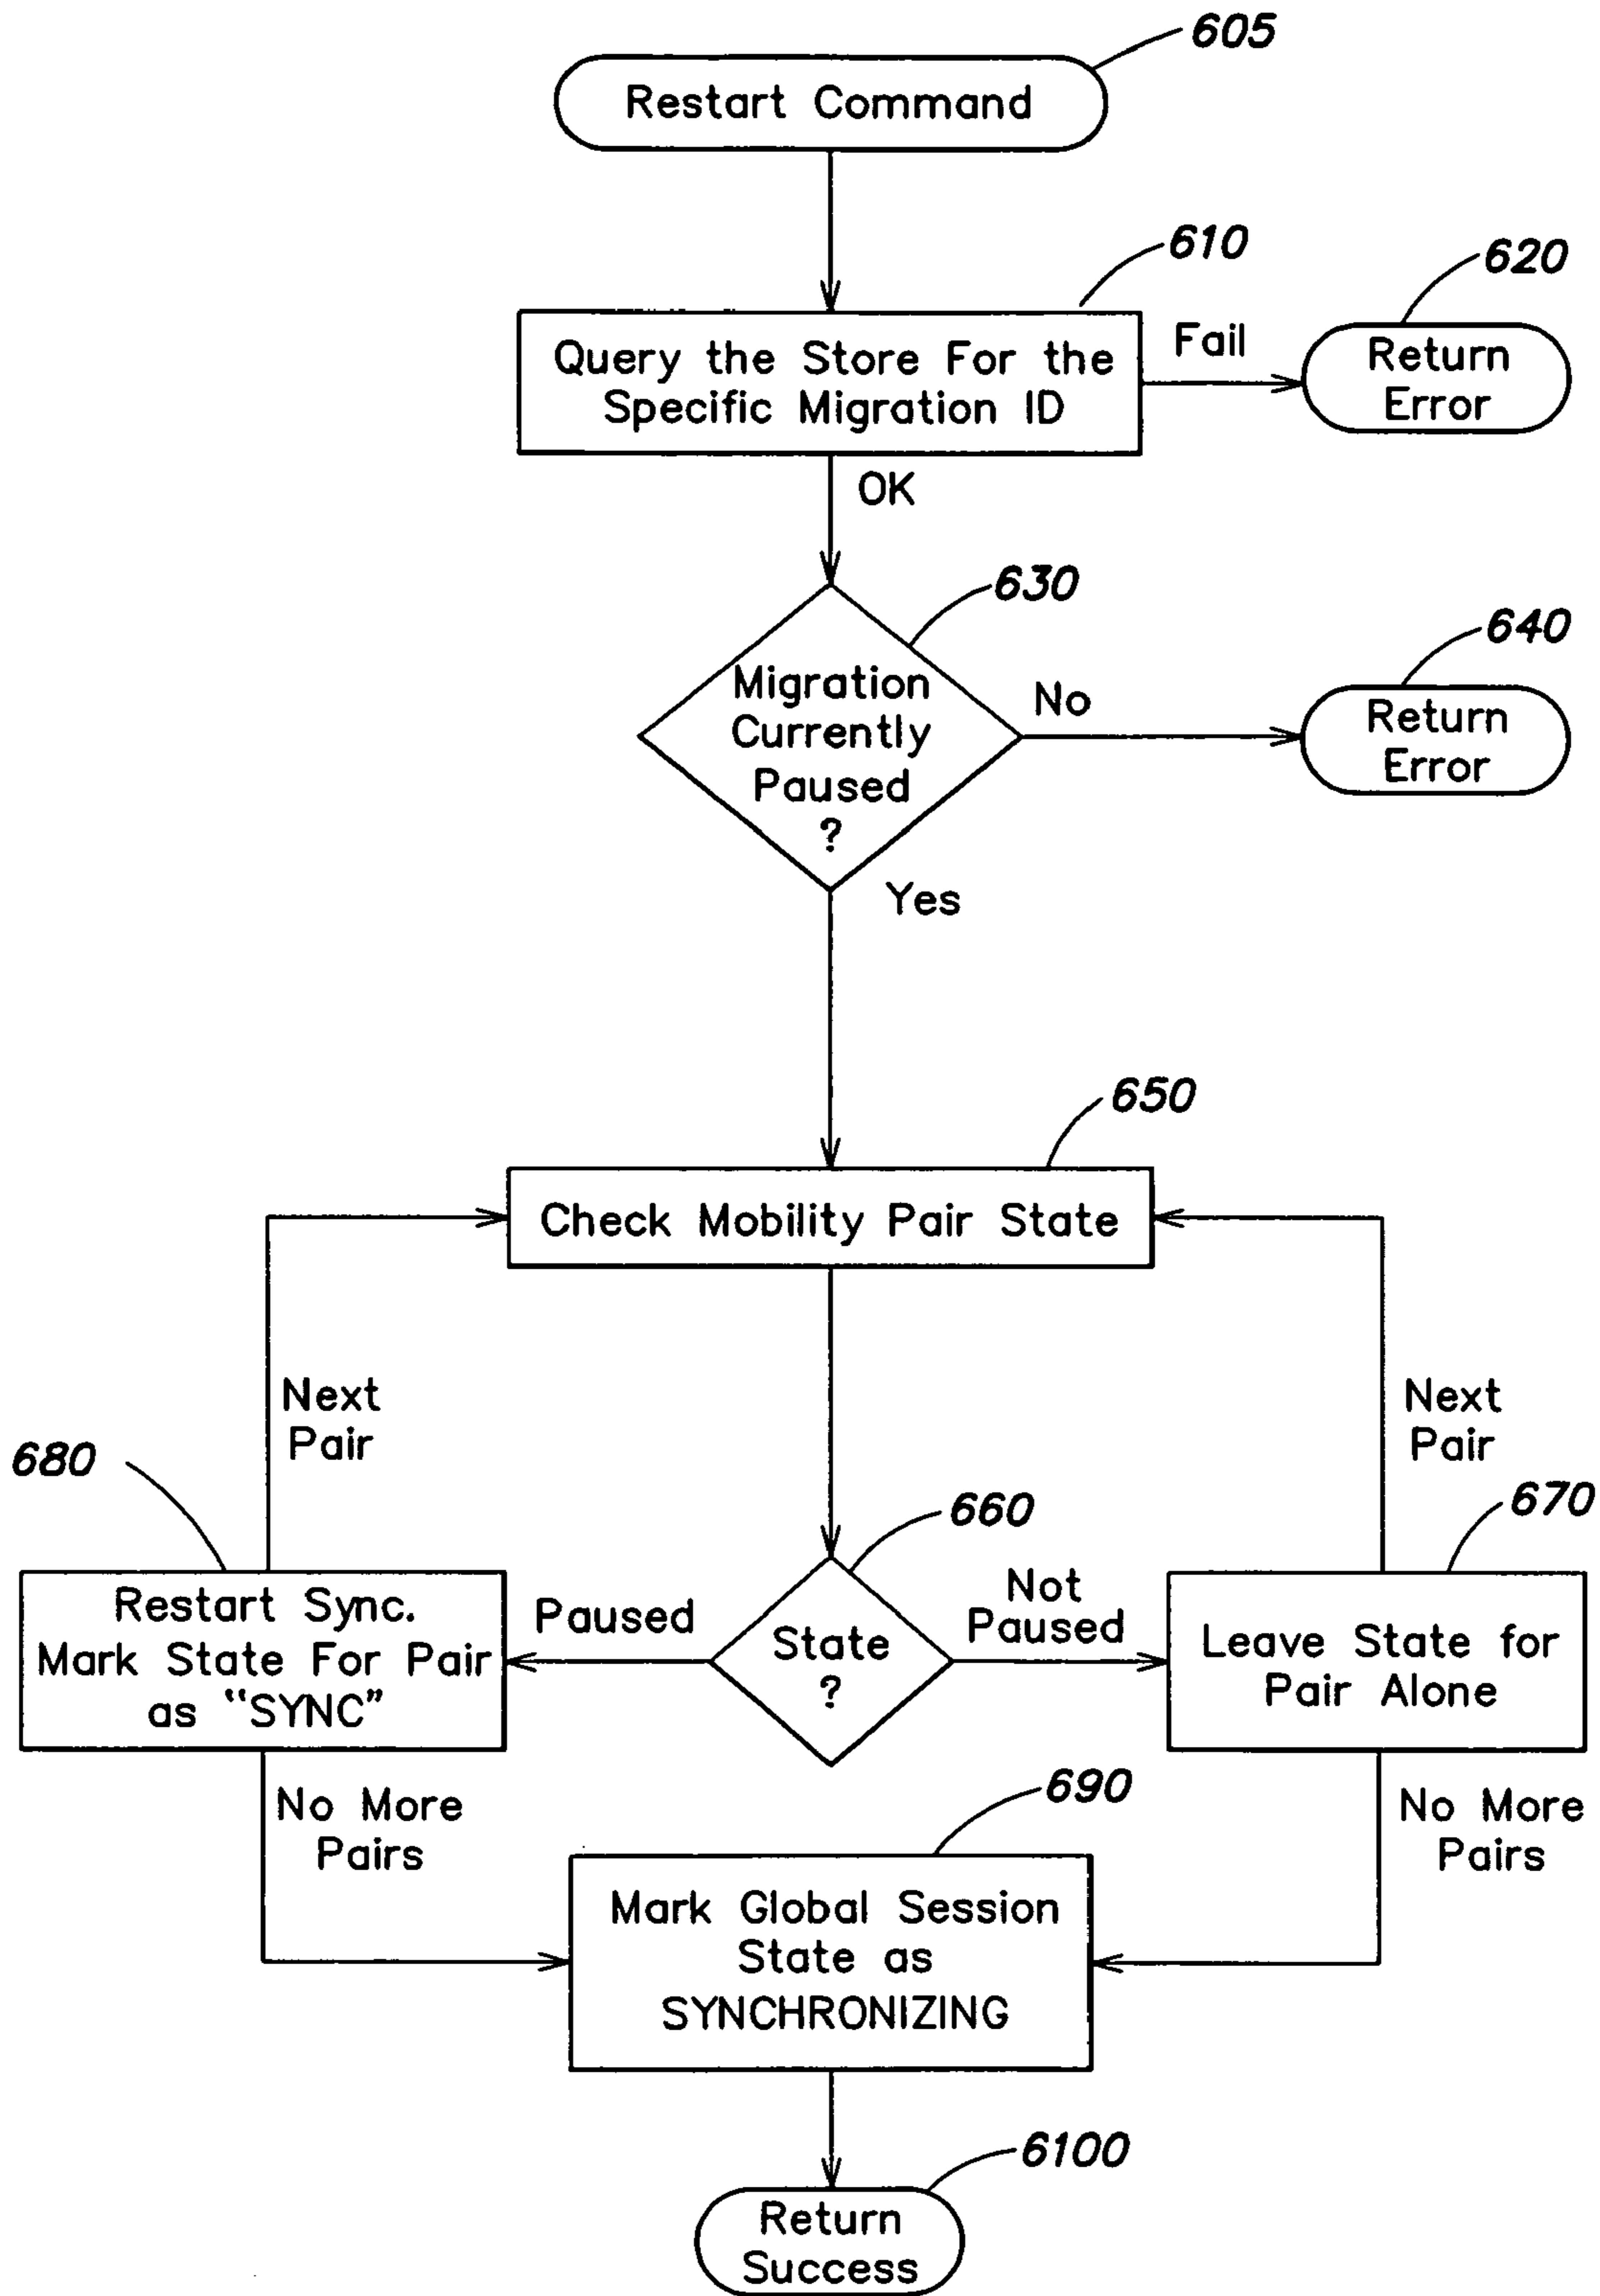 605
Restart Command
610
620
Query the Store For the
Specific Migration ID
Fail
Return
Error
OK
630
640
Migration
Currently
Paused
?
No
Return
Error
Yes
650
Check Mobility Pair State
Next
Pair
Next
Pair
680
660
670
Restart Sync.
Mark State For Pair
as “SYNC”
Paused
State
?
Not
Paused
Leave State for
Pair Alone
No More
Pairs
690
No More
Pairs
Mark Global Session
State as
SYNCHRONIZING
6100
Return
Success